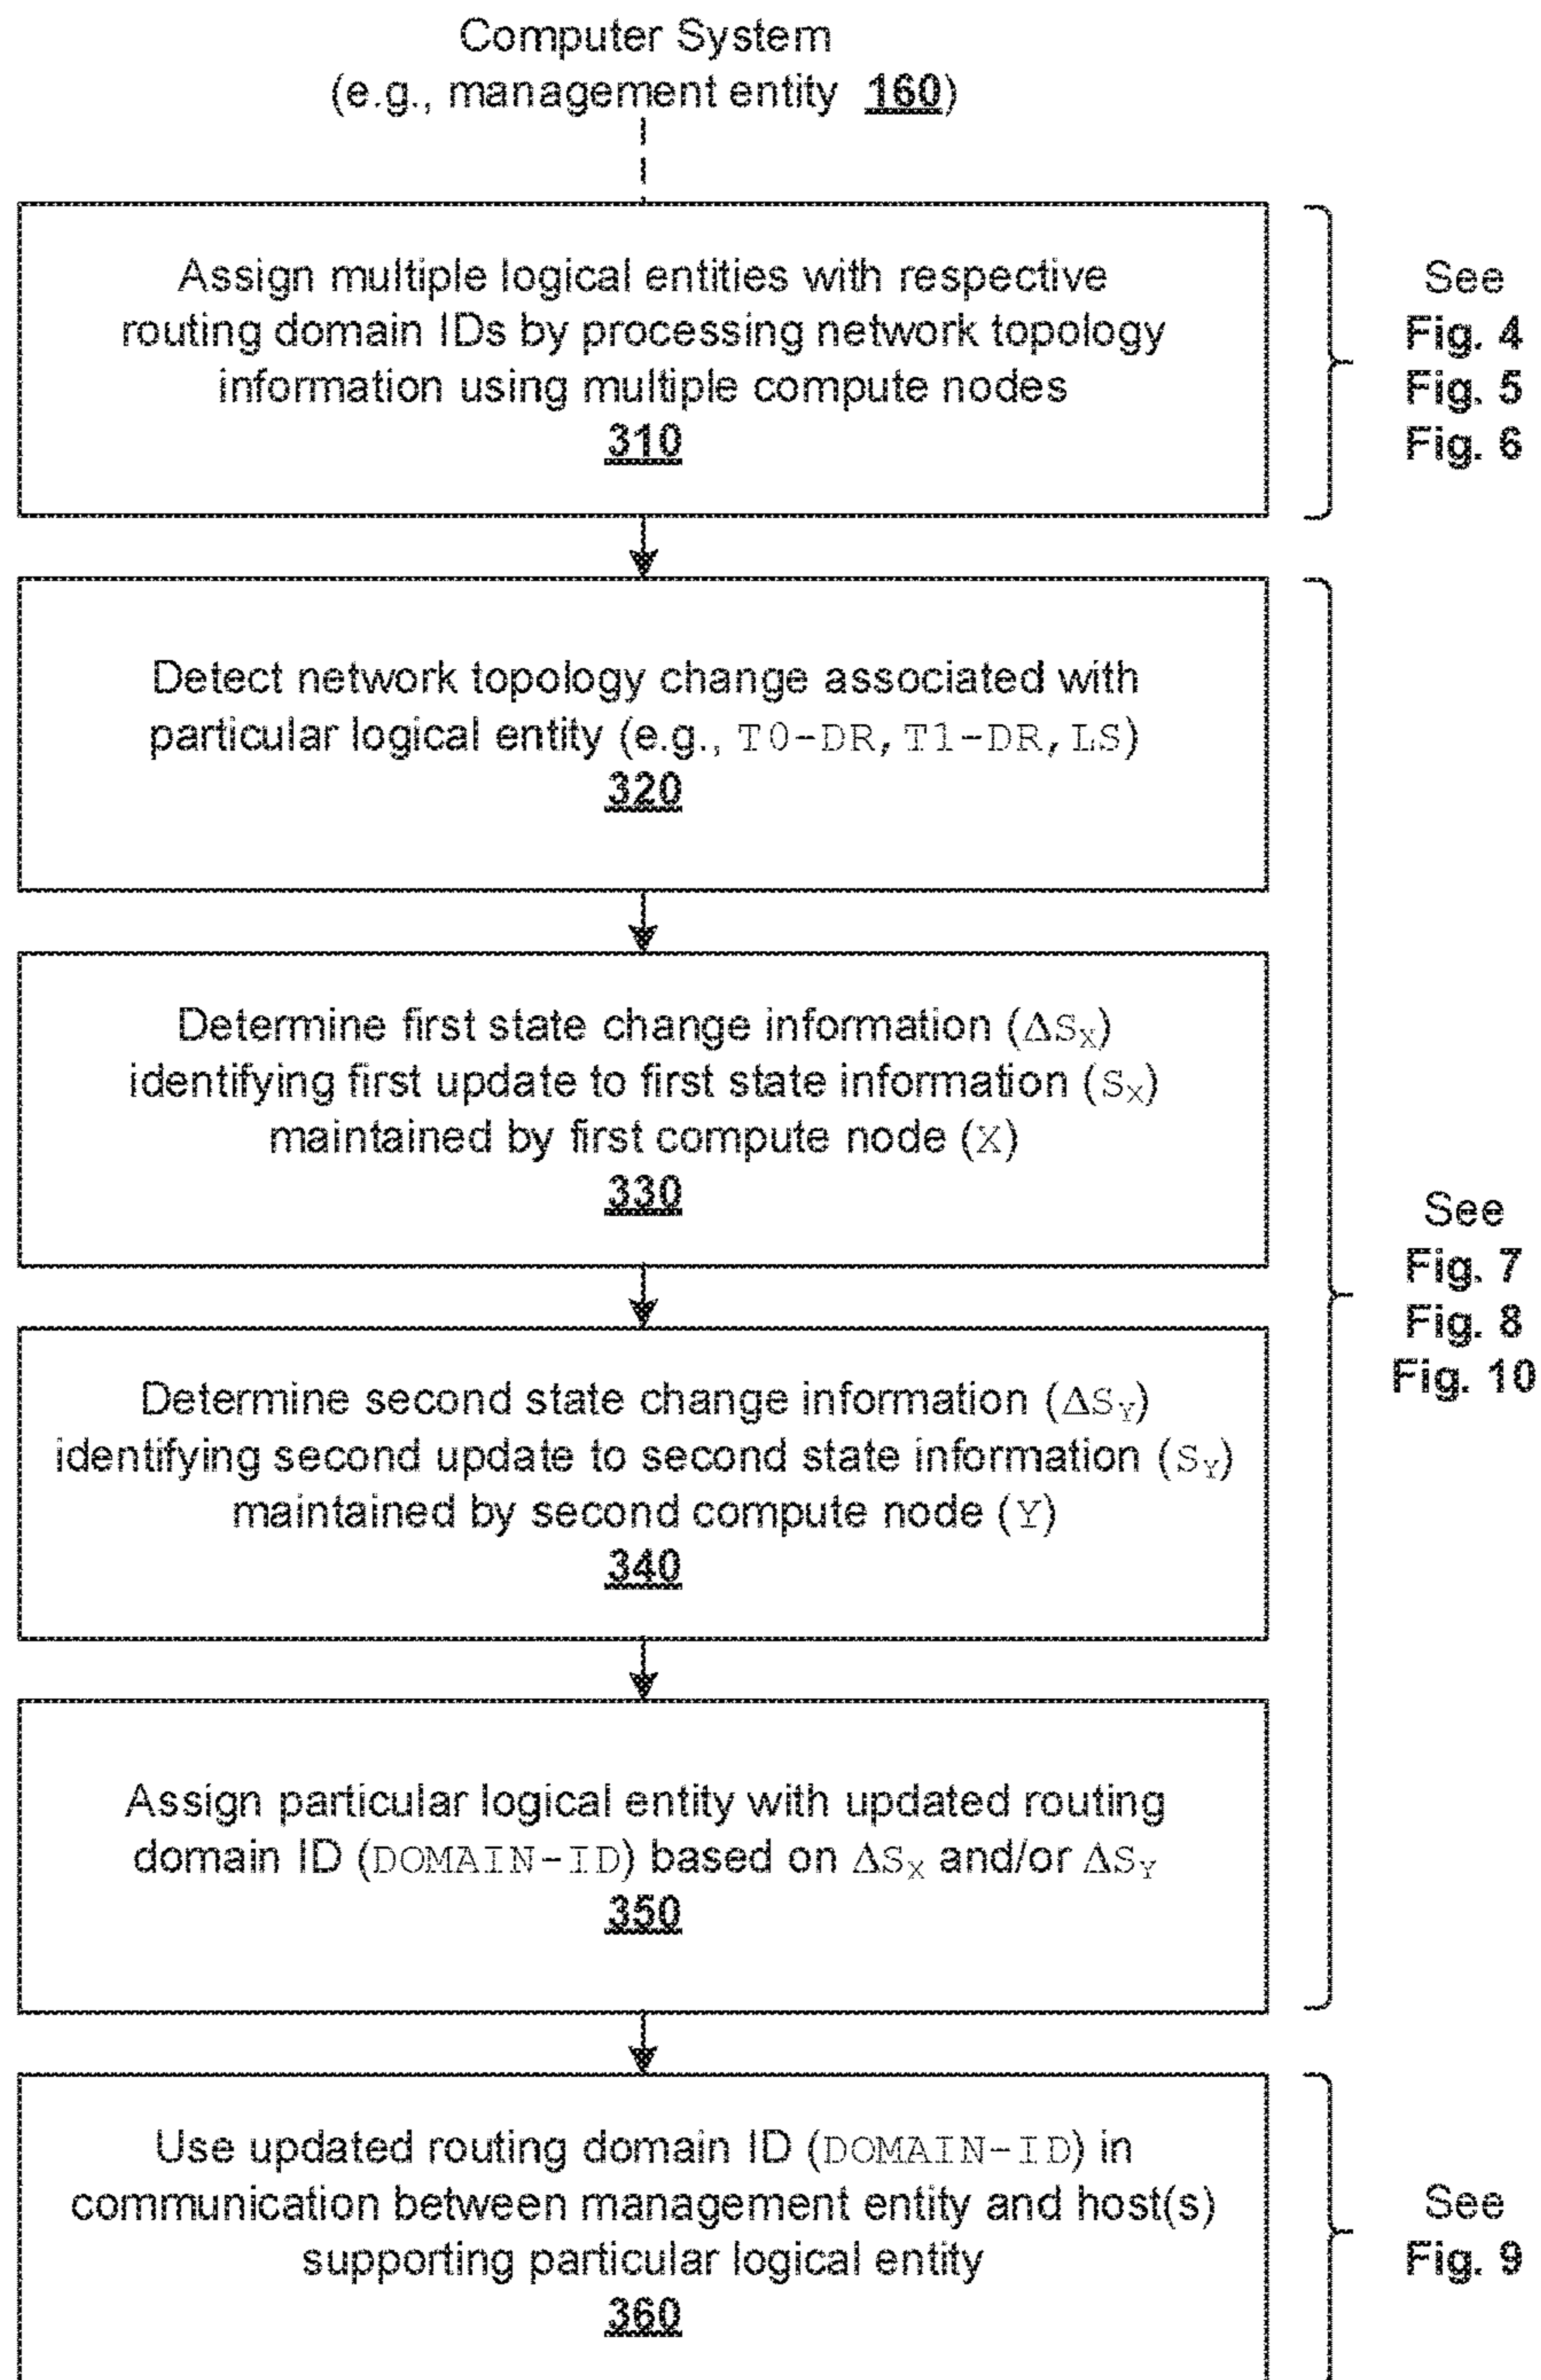 Computer System
(e.g., management entity 160)
Assign multiple logical entities with respective
routing domain IDs by processing network topology
information using multiple compute nodes
310
See
Fig. 4
Fig. 5
Fig. 6
Detect network topology change associated with
particular logical entity (e.g., T0-DR, T1-DR, LS)
320
Determine first state change information (ΔSX)
identifying first update to first state information (SX)
maintained by first compute node (X)
330
Determine second state change information (ΔSY)
identifying second update to second state information (SY)
maintained by second compute node (Y)
340
Assign particular logical entity with updated routing
domain ID (DOMAIN-ID) based on ΔSX and/or ΔSY
350
See
Fig. 7
Fig. 8
Fig. 10
Use updated routing domain ID (DOMAIN-ID) in
communication between management entity and host(s)
supporting particular logical entity
360
See
Fig. 9